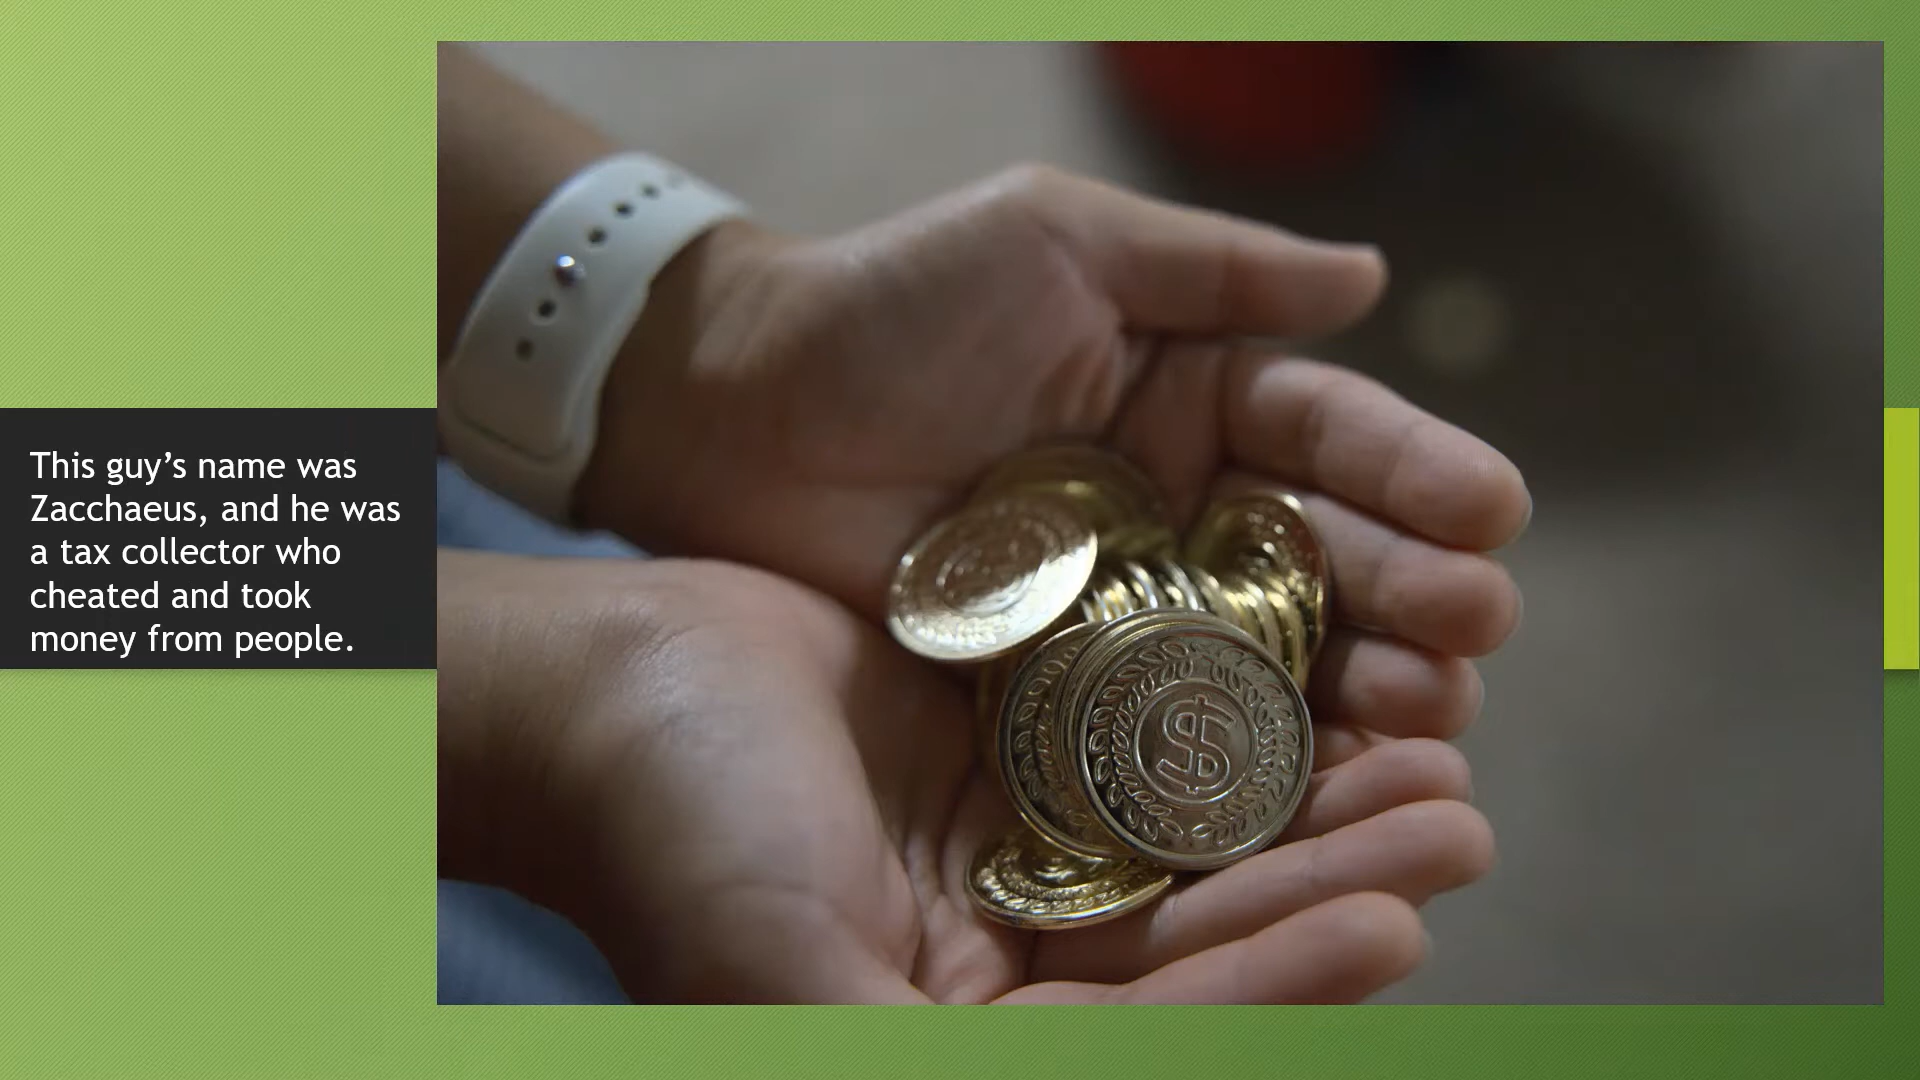 This guy’s name was
Zacchaeus, and he was
a tax collector who
cheated and took
money from people.
$